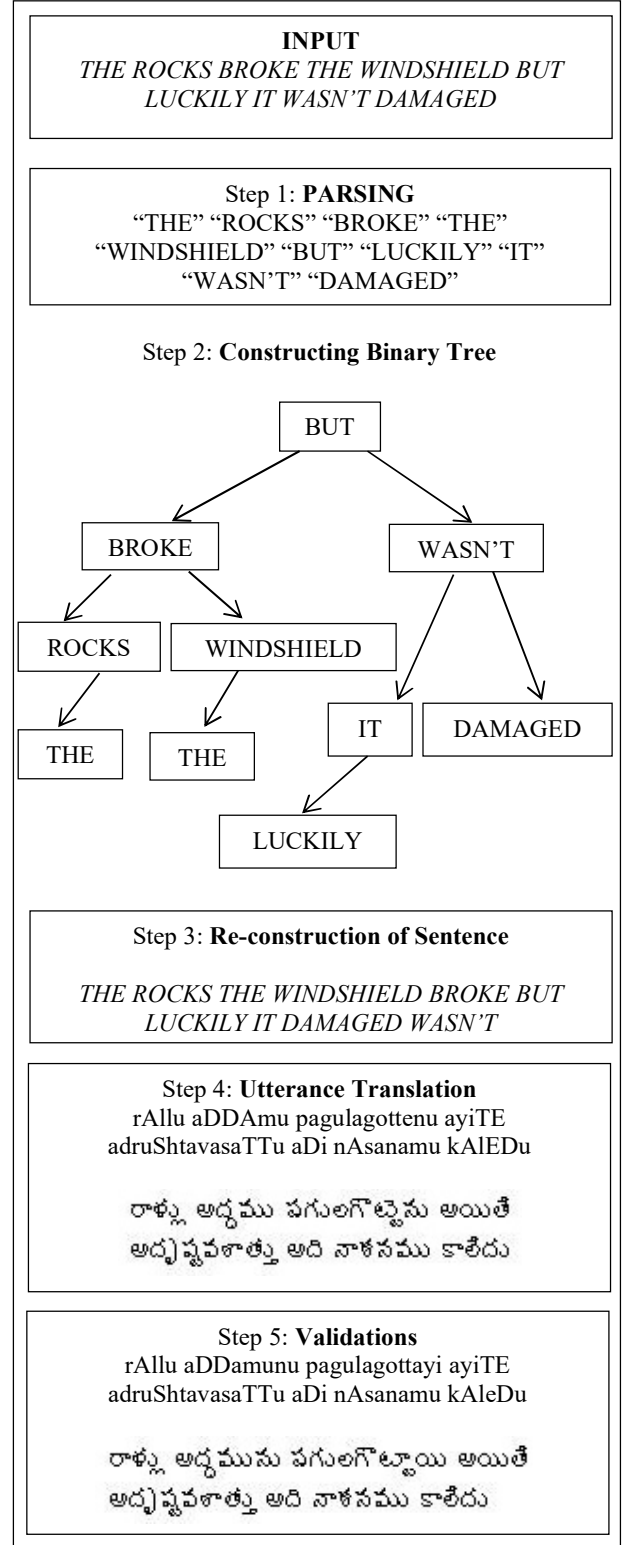 INPUT
THE ROCKS BROKE THE WINDSHIELD BUT
LUCKILY IT WASN’T DAMAGED
Step 1: PARSING
“THE” “ROCKS” “BROKE” “THE”
“WINDSHIELD” “BUT” “LUCKILY” “IT”
“WASN’T” “DAMAGED”
Step 2: Constructing Binary Tree
BUT
BROKE
WASN’T
ROCKS
WINDSHIELD
THE
THE
IT
DAMAGED
LUCKILY
Step 3: Re-construction of Sentence
THE ROCKS THE WINDSHIELD BROKE BUT
LUCKILY IT DAMAGED WASN’T
Step 4: Utterance Translation
rAllu aDDAmu pagulagottenu ayiTE
adruShtavasaTTu aDi nAsanamu kAlEDu
రాళ్లు అద్దము పగులగొట్టెను అయితే
అదృష్టవశాత్తు అది నాశనము కాలేదు
Step 5: Validations
rAllu aDDamunu pagulagottayi ayiTE
adruShtavasaTTu aDi nAsanamu kAleDu
రాళ్లు అద్దమును పగులగొట్టాయి అయితే
అదృష్టవశాత్తు అది నాశనము కాలేదు